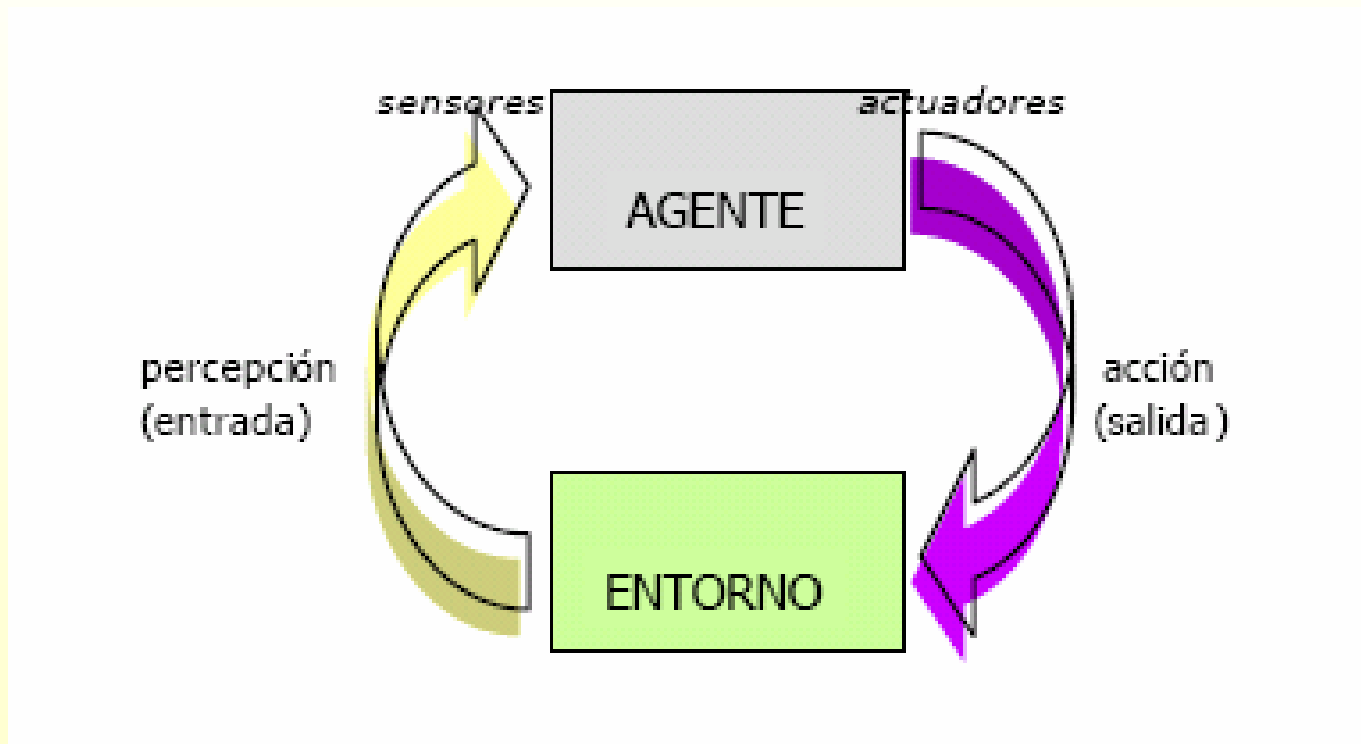 sensores
actuadores
AGENTE
percepción
(entrada)
acción
(salida)
ENTORNO